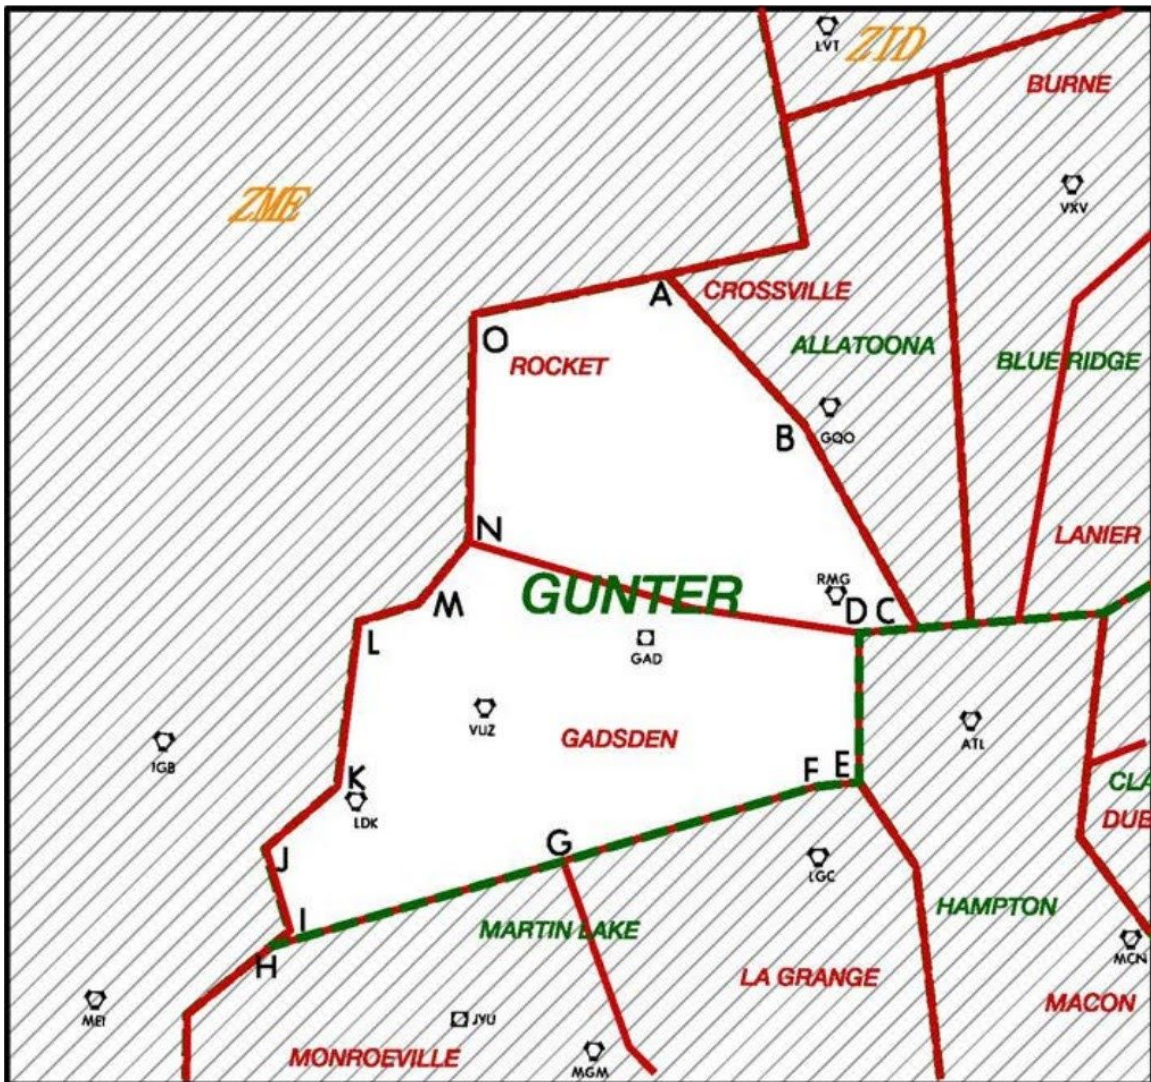 LVT
ZID
BURNE
VXV
ZME
A
CROSSVILLE
O
ROCKET
ALLATOONA
BLUE RIDGE
B
GQO
N
LANIER
GUNTER
RMG
D
C
M
L
GAD
VUZ
GADSDEN
ATL
IGB
K
F
E
LDK
CLA
DUB
G
J
LGC
I
MARTIN LAKE
HAMPTON
MCN
H
LA GRANGE
MEI
JYU
MACON
MONROEVILLE
MGM